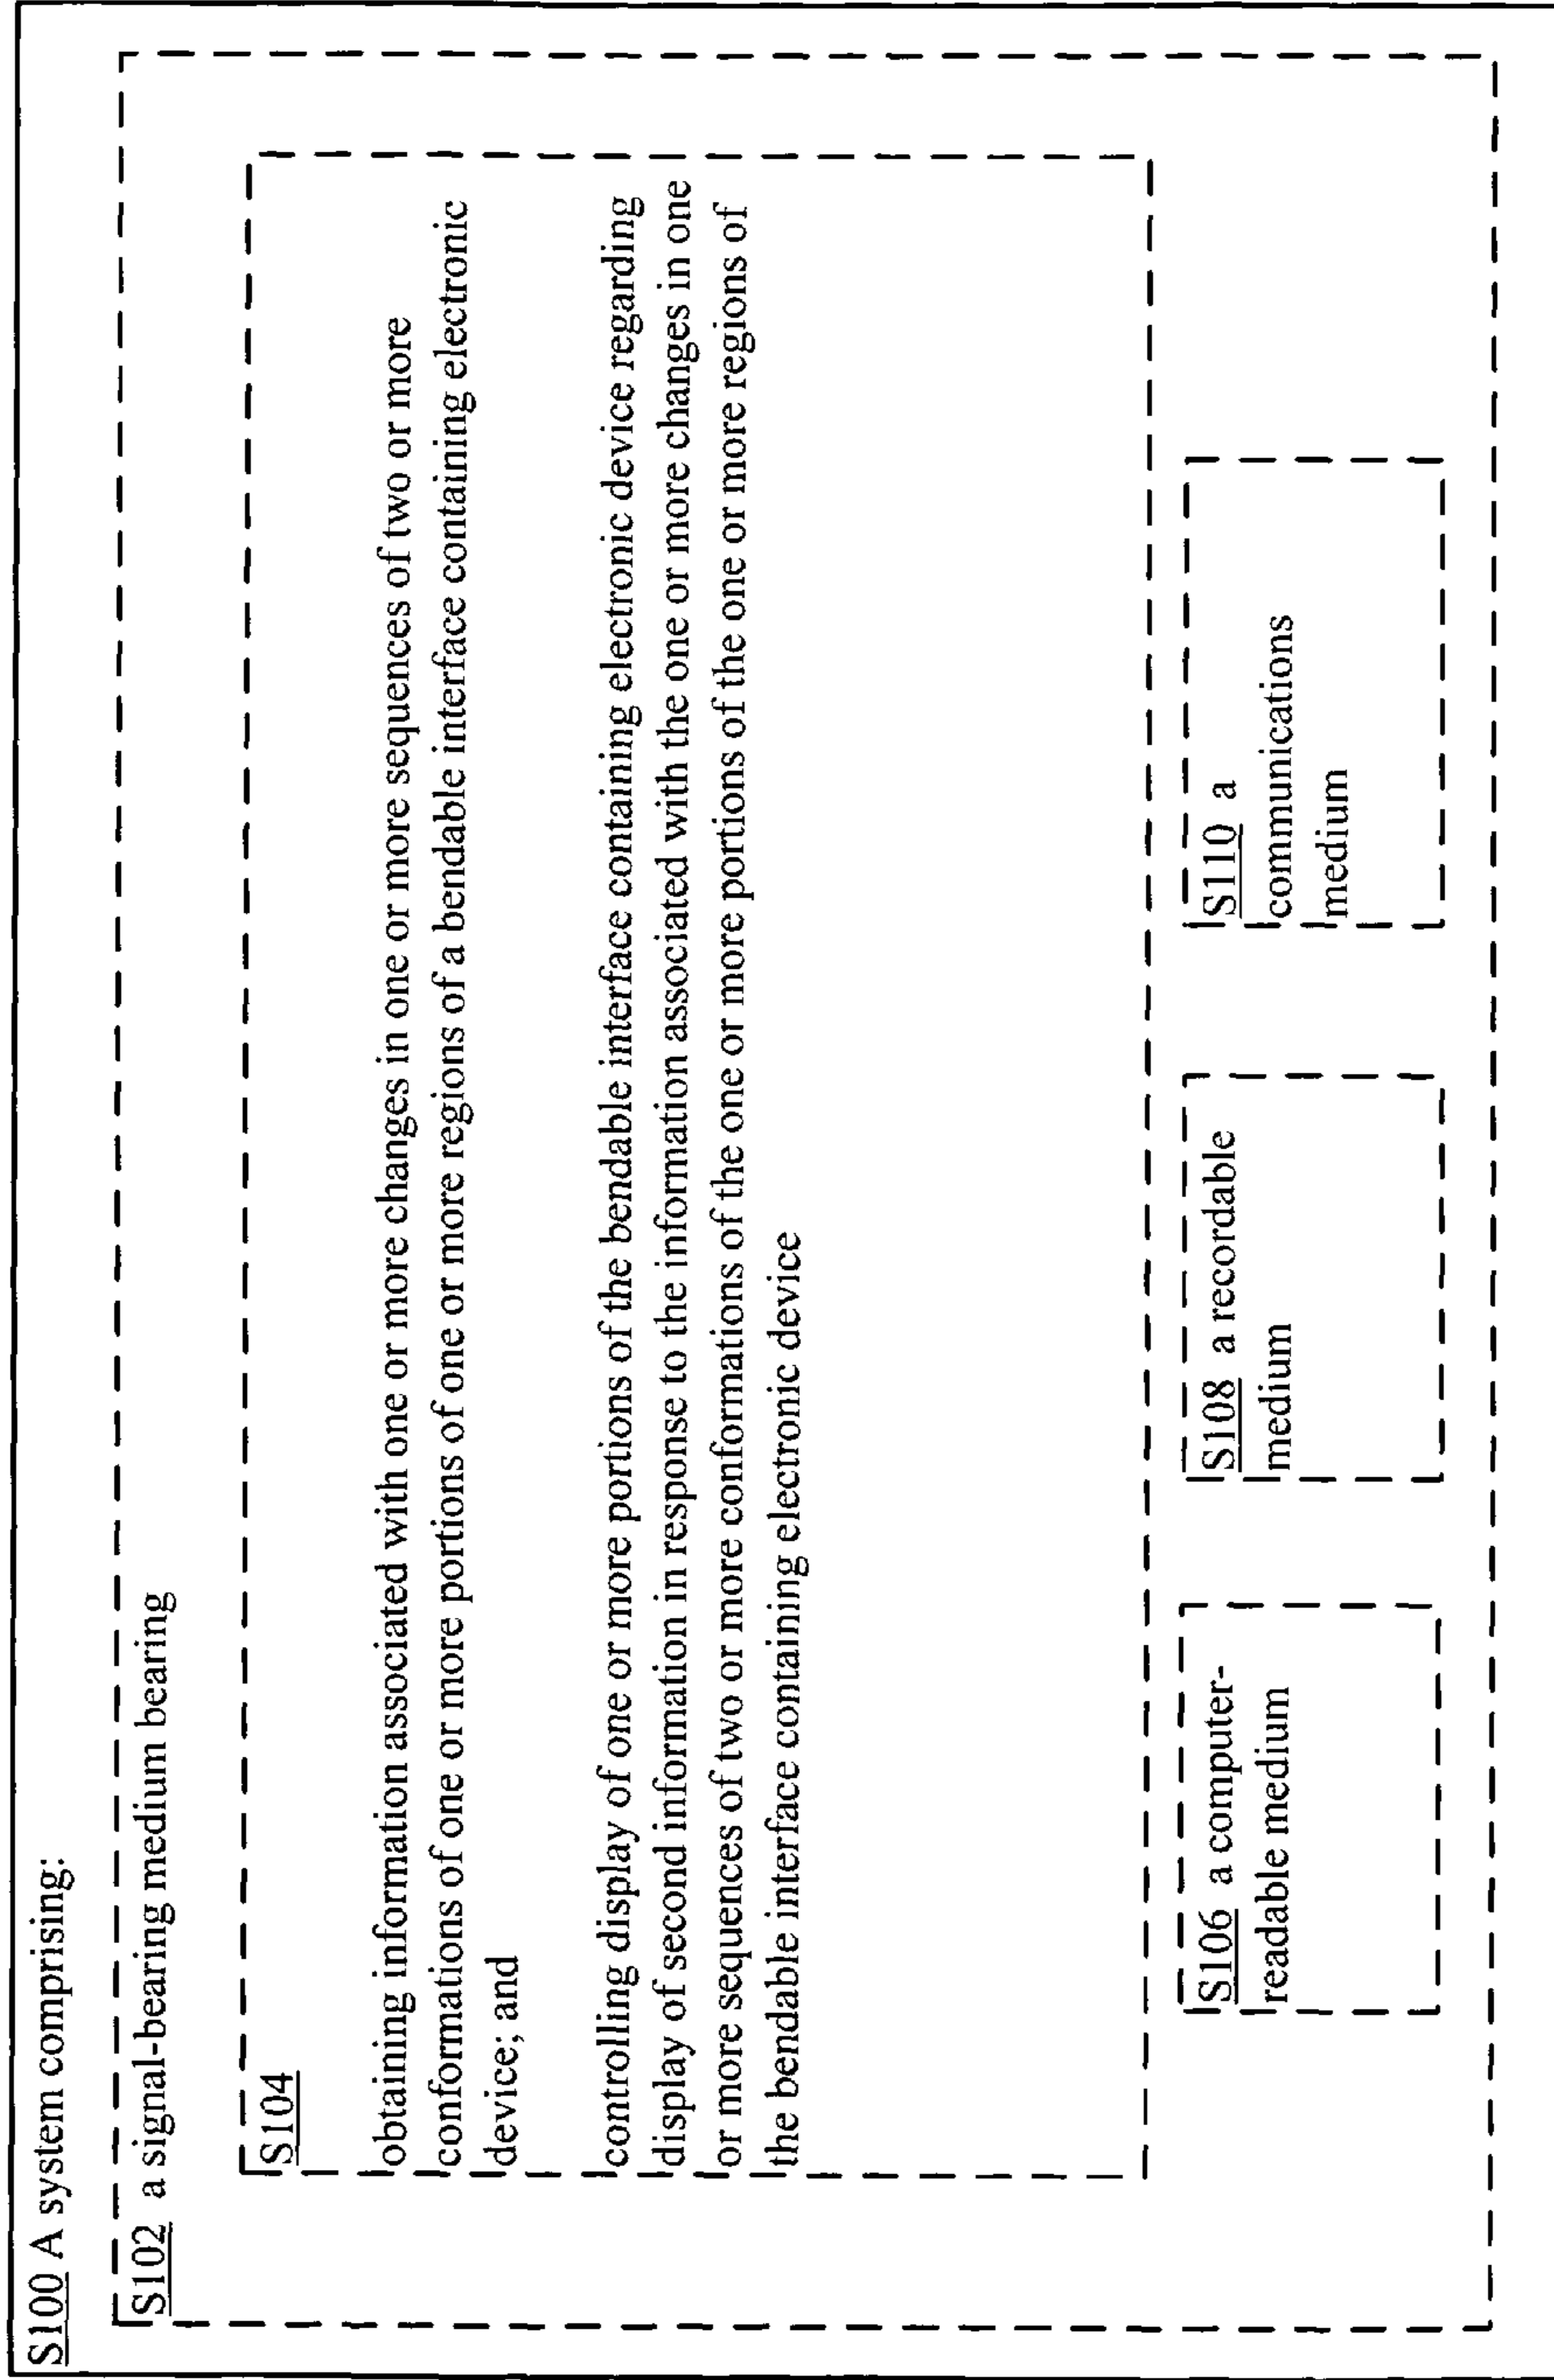 S100 A system comprising:
S102 a signal-bearing medium bearing
S104
obtaining information associated with one or more changes in one or more sequences of two or more
conformations of one or more portions of one or more regions of a bendable interface containing electronic
device; and
controlling display of one or more portions of the bendable interface containing electronic device regarding
display of second information in response to the information associated with the one or more changes in one
or more sequences of two or more conformations of the one or more portions of the one or more regions of
the bendable interface containing electronic device
S106 a computer-
readable medium
S108 a recordable
medium
S110 a
communications
medium